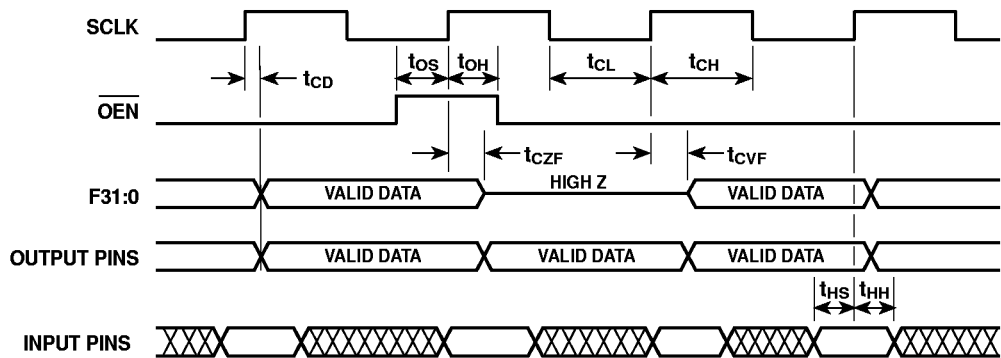 SCLK
tCD
tOS
tOH
tCL
tCH
OEN
tCZF
tCVF
F31:0
VALID DATA
HIGH Z
VALID DATA
OUTPUT PINS
VALID DATA
VALID DATA
VALID DATA
tHS
tHH
INPUT PINS